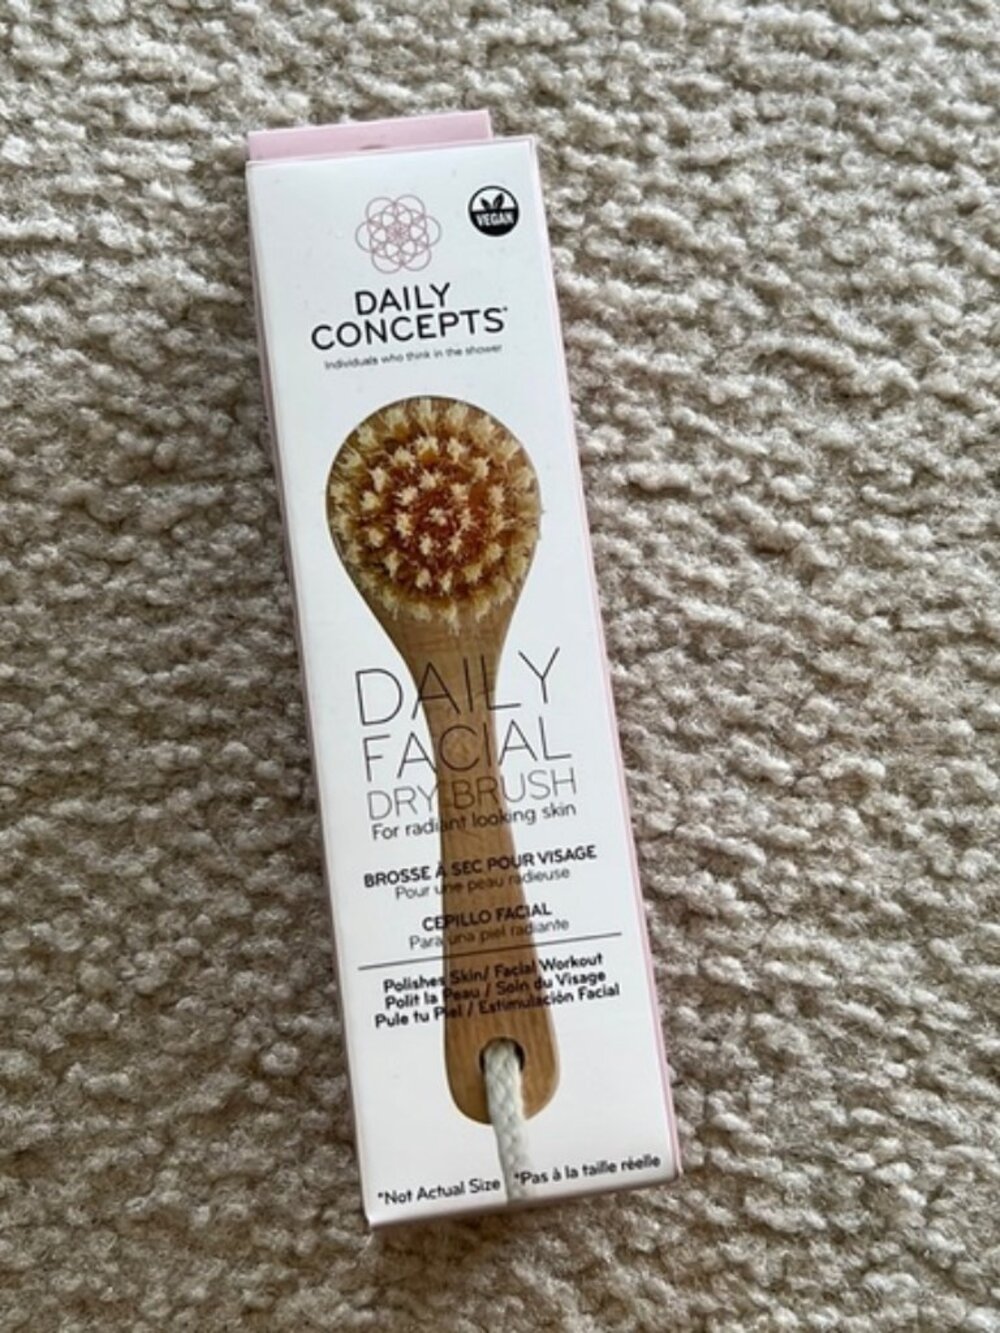 VEGAN
DAILY
CONCEPTS®
Individuals who think in the shower
DAILY
FACIAL
DRY BRUSH
For radiant looking skin
BROSSE À SEC POUR VISAGE
Pour une peau radieuse
CEPILLO FACIAL
Para una piel radiante
Polishes Skin/ Facial Workout
Polit la Peau / Soin du Visage
Pule tu Piel / Estimulación Facial
*Not Actual Size *Pas à la taille réelle